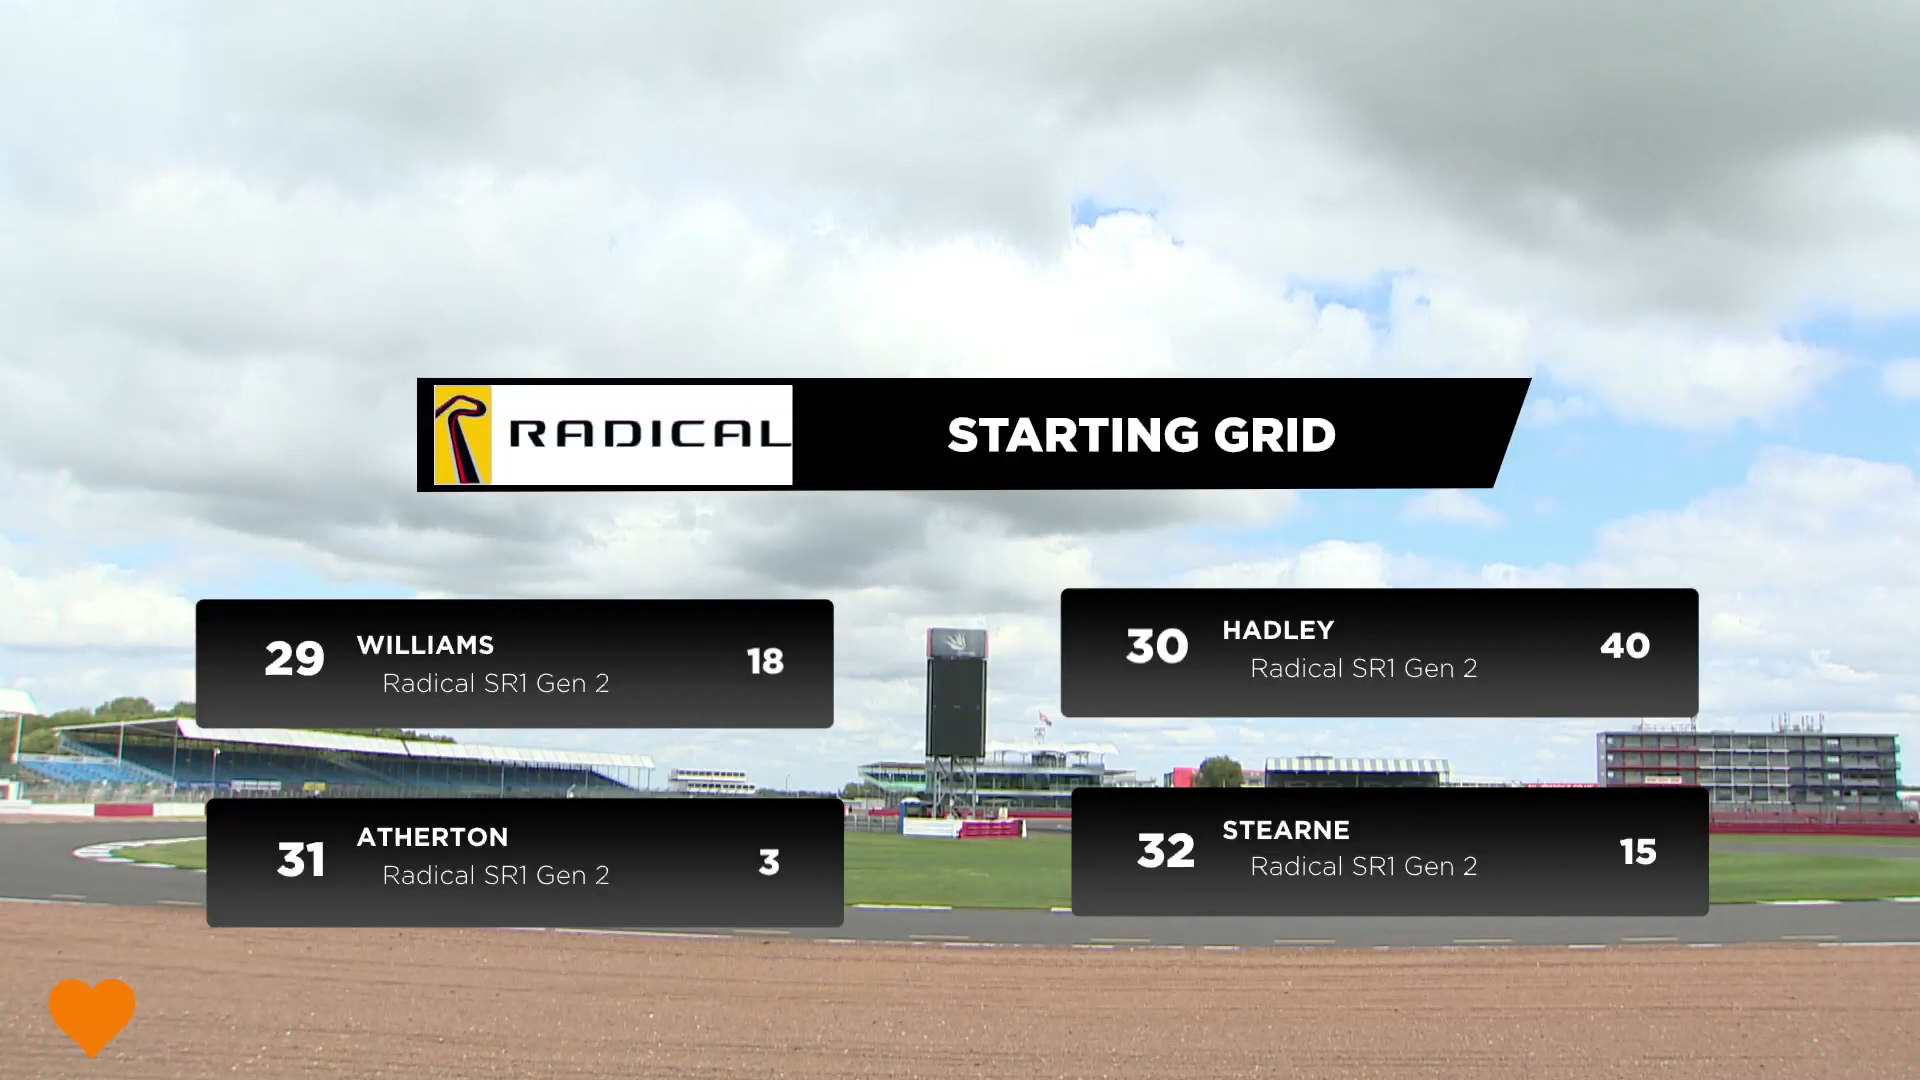 RADICAL
STARTING GRID
29 WILLIAMS 18
Radical SR1 Gen 2
30 HADLEY 40
Radical SR1 Gen 2
31 ATHERTON 3
Radical SR1 Gen 2
32 STEARNE 15
Radical SR1 Gen 2